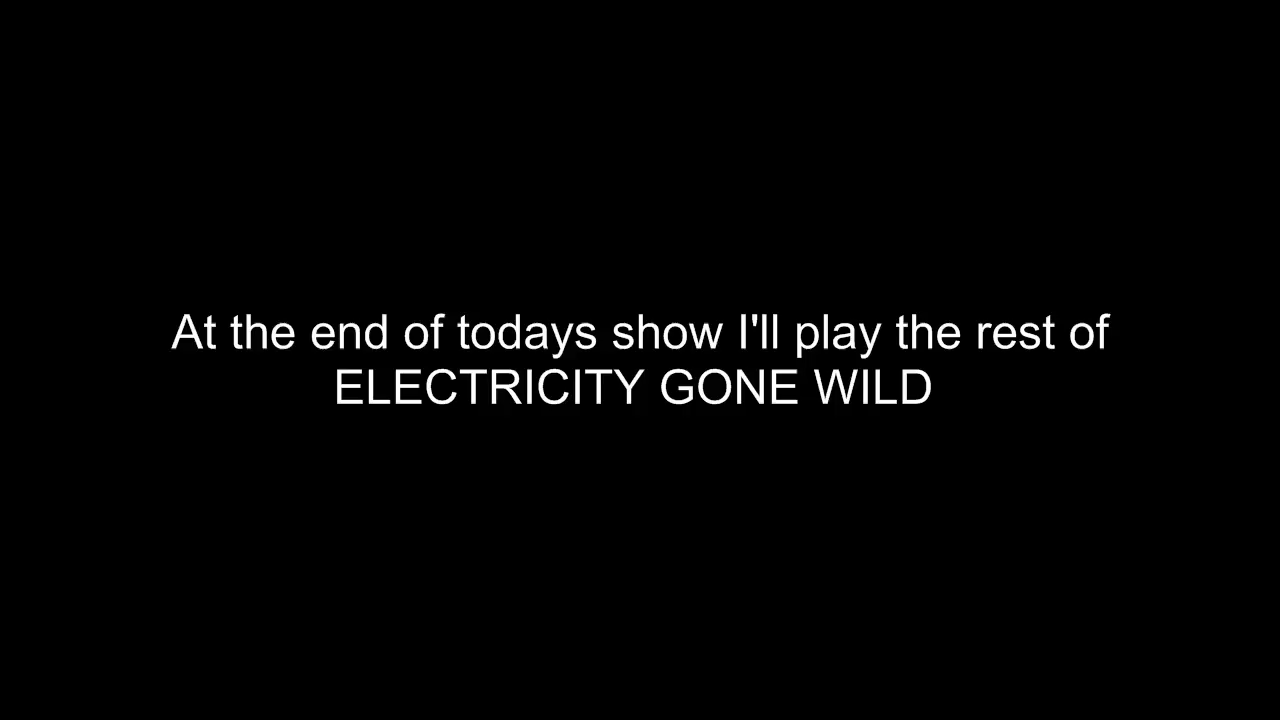 At the end of todays show I'll play the rest of
ELECTRICITY GONE WILD